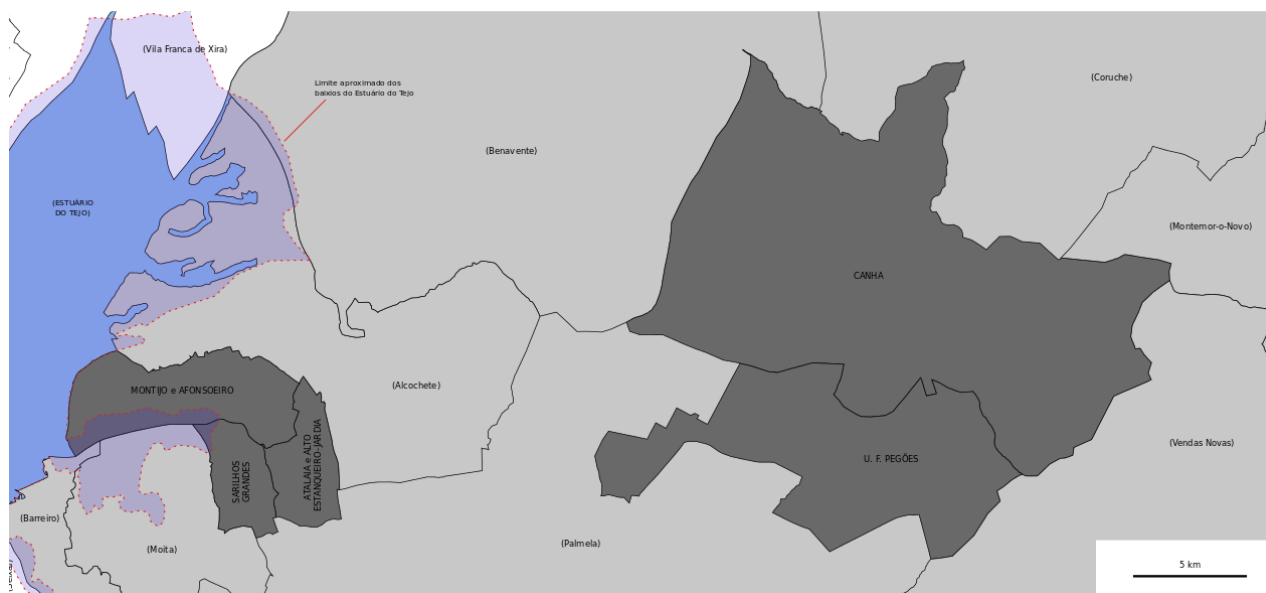 (Vila Franca de Xira)
Limite aproximado dos
baixios do Estuário do Tejo
(Coruche)
(Benavente)
(ESTUÁRIO
DO TEJO)
(Montemor-o-Novo)
CANHA
MONTIJO e AFONSOEIRO
(Alcochete)
(Vendas Novas)
ATALAIA e ALTO
ESTANQUEIRO-JARDIA
U. F. PEGÕES
SARILHOS
GRANDES
(Barreiro)
(Moita)
(Palmela)
5 km